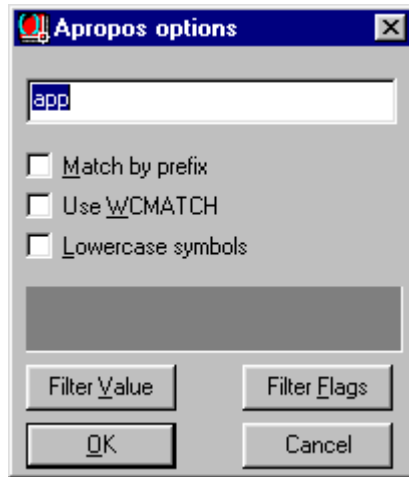 Apropos options
app
Match by prefix
Use WCMATCH
Lowercase symbols
Filter Value Filter Flags
OK Cancel